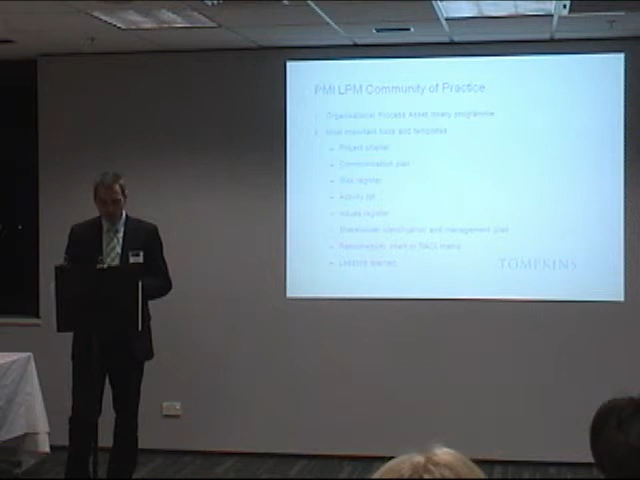 PMI LPM Community of Practice
Organisational Process Asset library programme
Most important tools and templates
– Project charter
– Communication plan
– Risk register
– Activity list
– Issues register
– Stakeholder identification and management plan
– Responsibility chart or RACI matrix
– Lessons learned
TOMPKINS